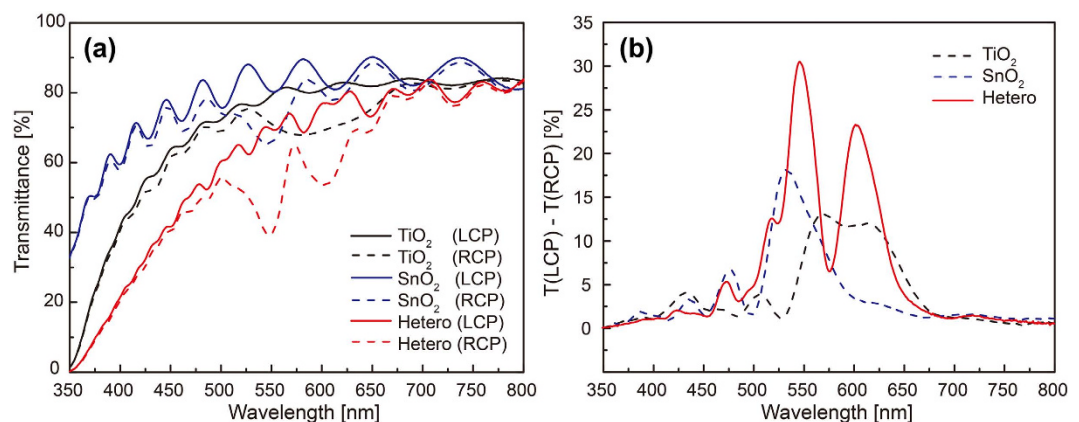 (a)
Transmittance [%]
100
80
60
40
20
0
350 400 450 500 550 600 650 700 750 800
Wavelength [nm]
TiO₂ (LCP)
TiO₂ (RCP)
SnO₂ (LCP)
SnO₂ (RCP)
Hetero (LCP)
Hetero (RCP)
(b)
T(LCP) - T(RCP) [%]
35
30
25
20
15
10
5
0
350 400 450 500 550 600 650 700 750 800
Wavelength [nm]
TiO₂
SnO₂
Hetero